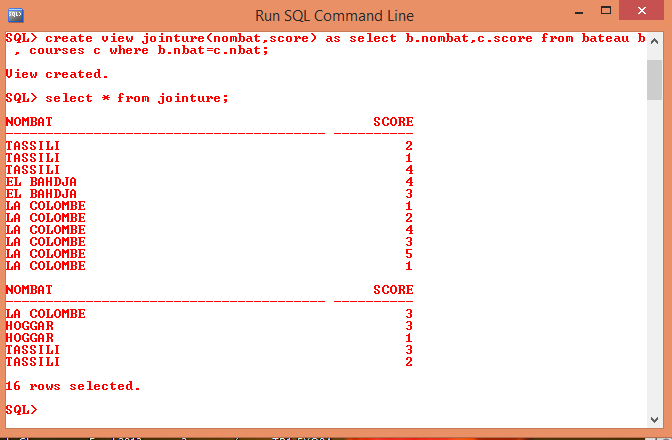 Run SQL Command Line
SQL> create view jointure(nombat,score) as select b.nombat,c.score from bateau b
, courses c where b.nbat=c.nbat;
View created.
SQL> select * from jointure;
NOMBAT SCORE
---------------------------------------- ----------
TASSILI 2
TASSILI 1
TASSILI 4
EL BAHDJA 4
EL BAHDJA 3
LA COLOMBE 1
LA COLOMBE 2
LA COLOMBE 4
LA COLOMBE 3
LA COLOMBE 5
LA COLOMBE 1
NOMBAT SCORE
---------------------------------------- ----------
LA COLOMBE 3
HOGGAR 3
HOGGAR 1
TASSILI 3
TASSILI 2
16 rows selected.
SQL>